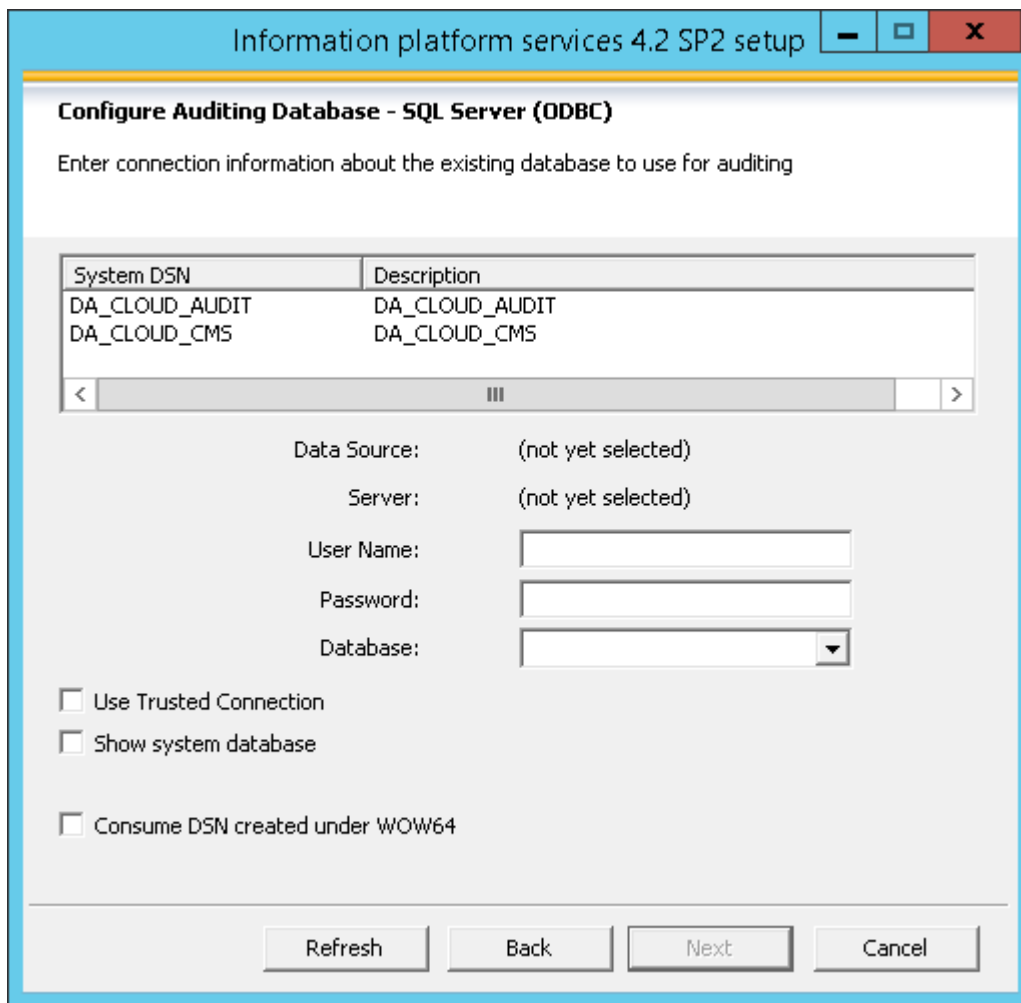 Information platform services 4.2 SP2 setup
Configure Auditing Database - SQL Server (ODBC)
Enter connection information about the existing database to use for auditing
System DSN Description
DA_CLOUD_AUDIT DA_CLOUD_AUDIT
DA_CLOUD_CMS DA_CLOUD_CMS
Data Source: (not yet selected)
Server: (not yet selected)
User Name:
Password:
Database:
Use Trusted Connection
Show system database
Consume DSN created under WOW64
Refresh Back Next Cancel